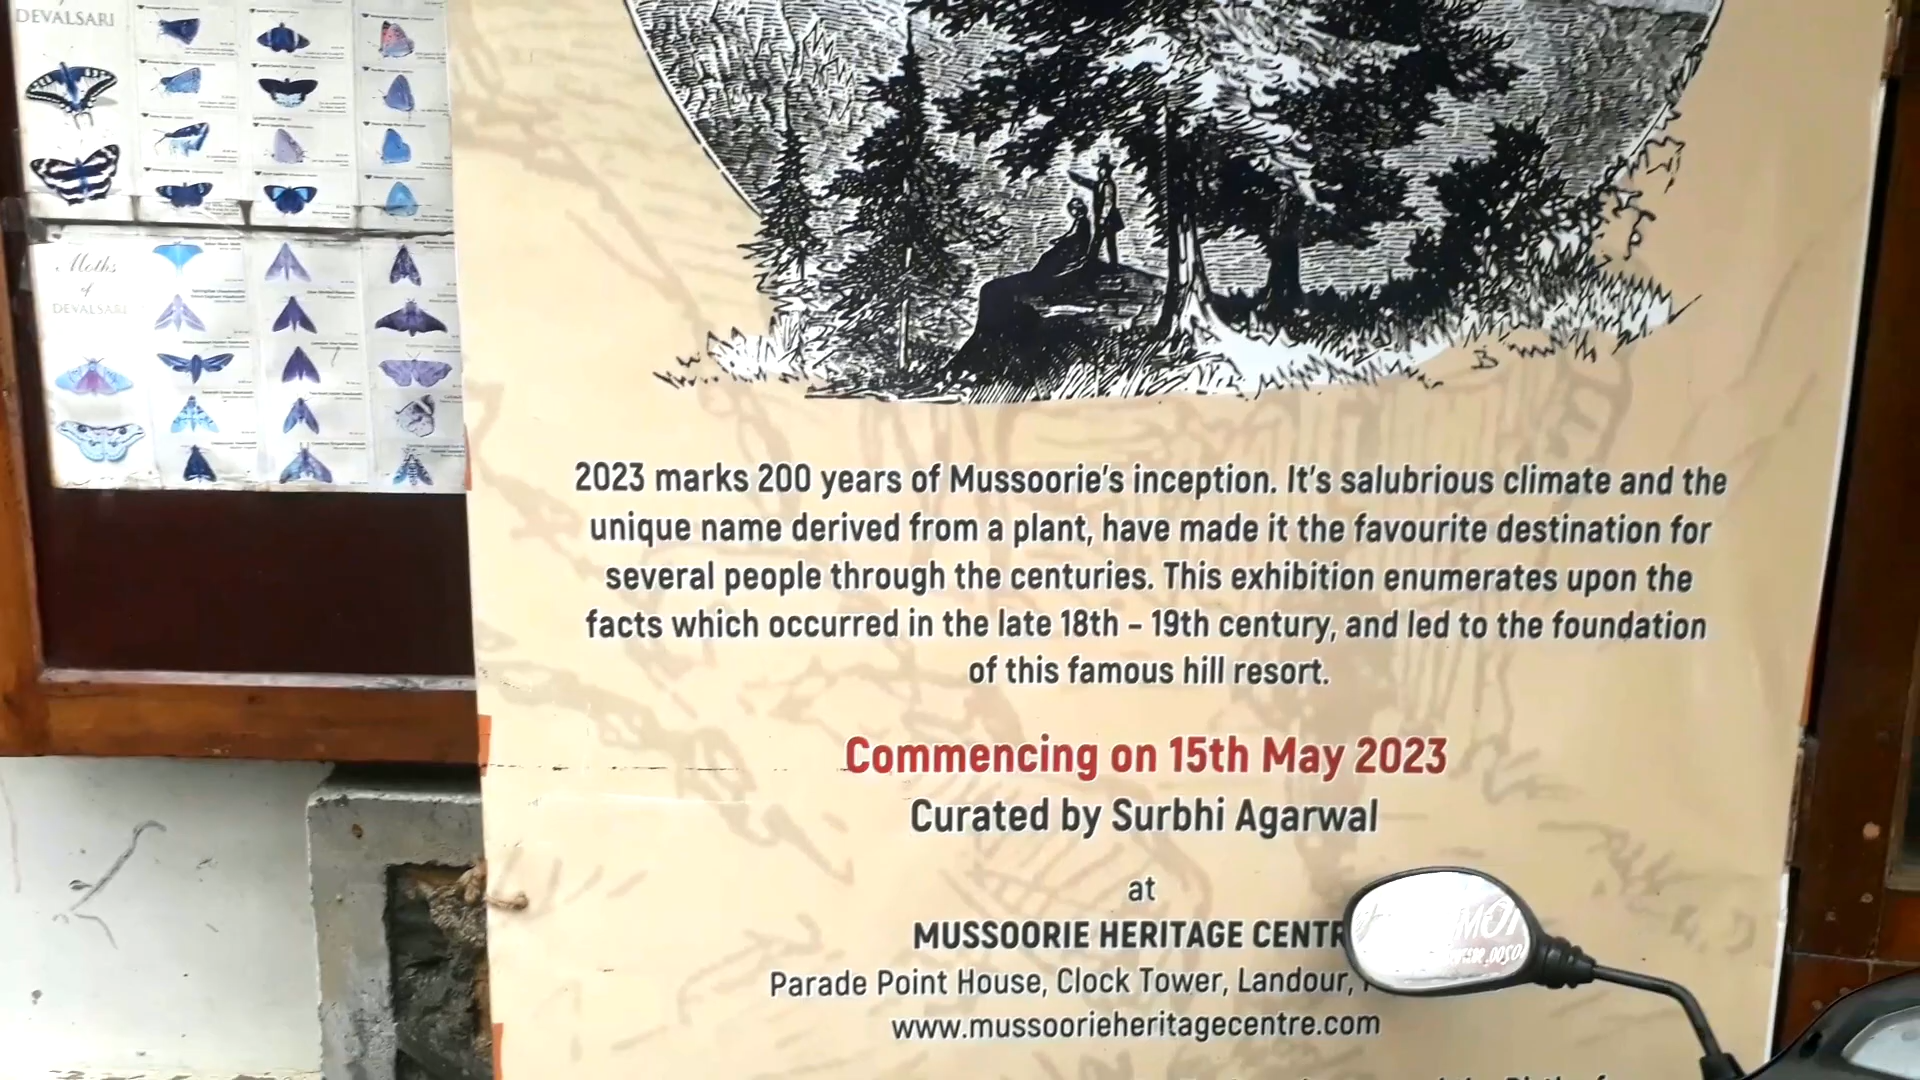 DEVALSARI
Moths
of
DEVALSARI
2023 marks 200 years of Mussoorie's inception. It's salubrious climate and the
unique name derived from a plant, have made it the favourite destination for
several people through the centuries. This exhibition enumerates upon the
facts which occurred in the late 18th – 19th century, and led to the foundation
of this famous hill resort.
Commencing on 15th May 2023
Curated by Surbhi Agarwal
at
MUSSOORIE HERITAGE CENTR
Parade Point House, Clock Tower, Landour,
www.mussoorieheritagecentre.com